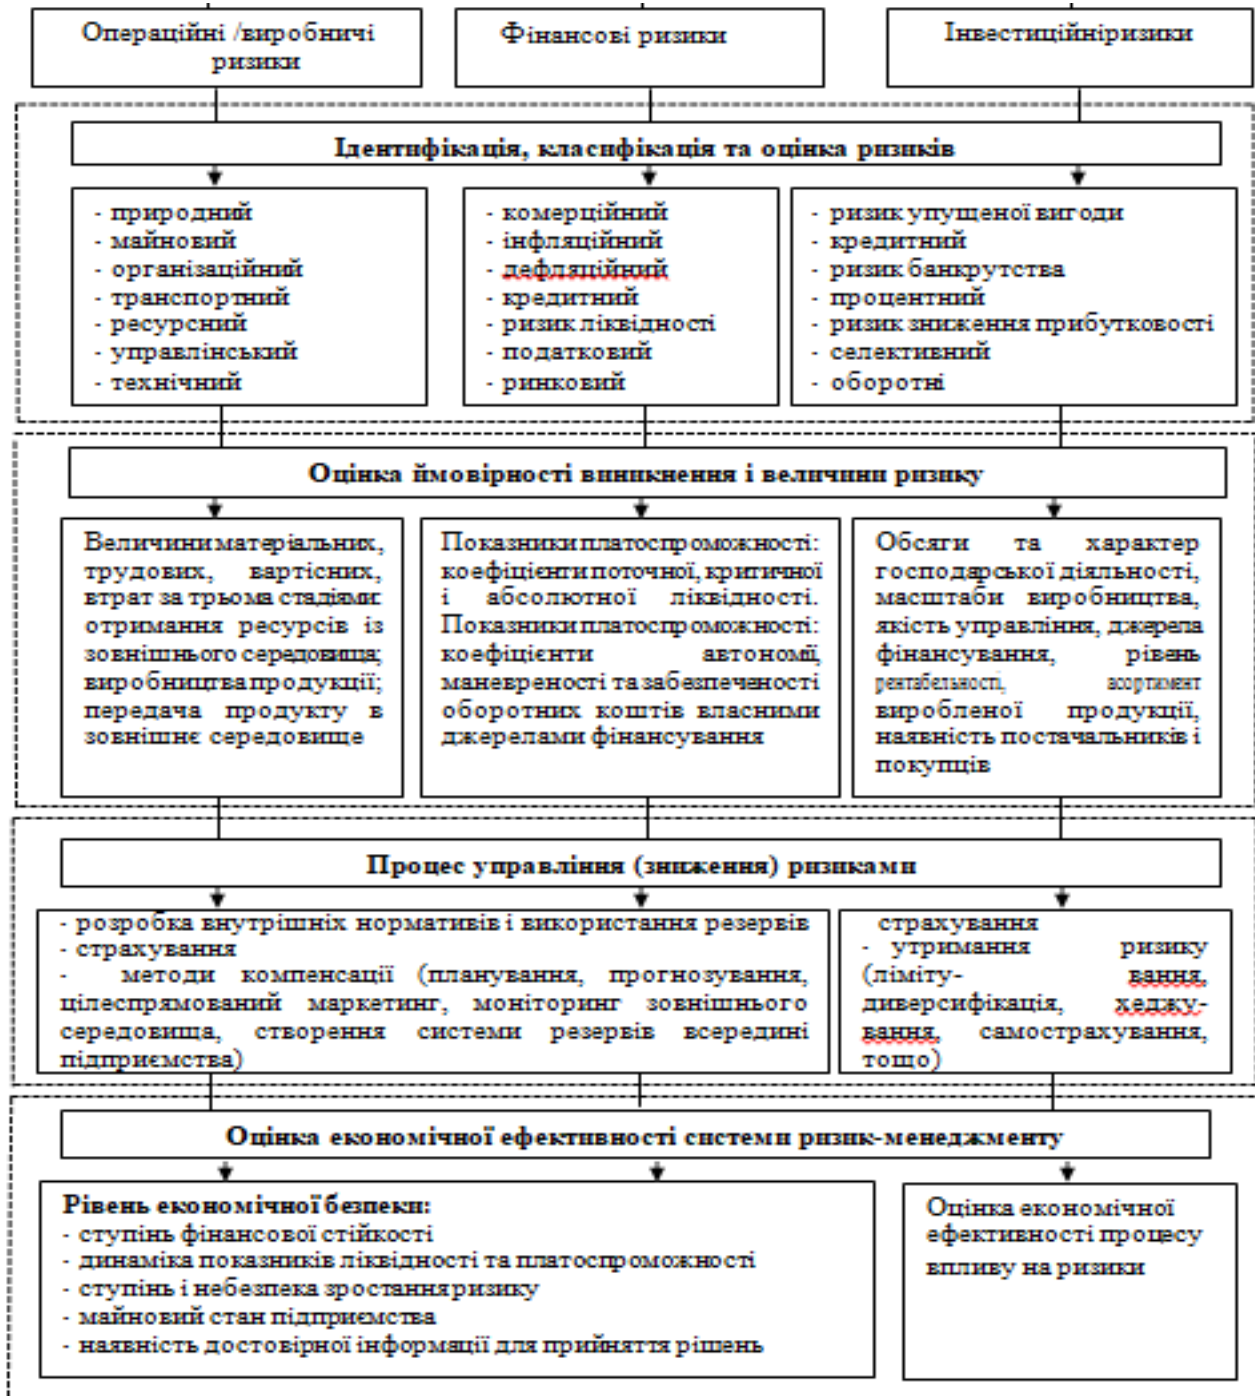 Операційні /виробничі
ризики
Фінансові ризики
Інвестиційніризики
Ідентифікація, класифікація та оцінка ризиків
- природний
- майновий
- організаційний
- транспортний
- ресурсний
- управлінський
- технічний
- комерційний
- інфляційний
- дефляційний
- кредитний
- ризик ліквідності
- податковий
- ринковий
- ризик упущеної вигоди
- кредитний
- ризик банкрутства
- процентний
- ризик зниження прибутковості
- селективний
- оборотні
Оцінка ймовірності виникнення і величини ризику
Величини матеріальних,
трудових, вартісних,
втрат за трьома стадіями:
отримання ресурсів із
зовнішнього середовища;
виробництва продукції;
передача продукту в
зовнішнє середовище
Показники платоспроможності:
коефіцієнти поточної, критичної
і абсолютної ліквідності.
Показники платоспроможності:
коефіцієнти автономії,
маневреності та забезпеченості
оборотних коштів власними
джерелами фінансування
Обсяги та характер
господарської діяльності,
масштаби виробництва,
якість управління, джерела
фінансування, рівень
рентабельності, асортимент
виробленої продукції,
наявність постачальників і
покупців
Процес управління (зниження) ризиками
- розробка внутрішніх нормативів і використання резервів
- страхування
- методи компенсації (планування, прогнозування,
цілеспрямований маркетинг, моніторинг зовнішнього
середовища, створення системи резервів всередині
підприємства)
страхування
- утримання ризику
(ліміту- вання,
диверсифікація, хеджу-
вання, самострахування,
тощо)
Оцінка економічної ефективності системи ризик-менеджменту
Рівень економічної безпеки:
- ступінь фінансової стійкості
- динаміка показників ліквідності та платоспроможності
- ступінь і небезпека зростання ризику
- майновий стан підприємства
- наявність достовірної інформації для прийняття рішень
Оцінка економічної
ефективності процесу
впливу на ризики